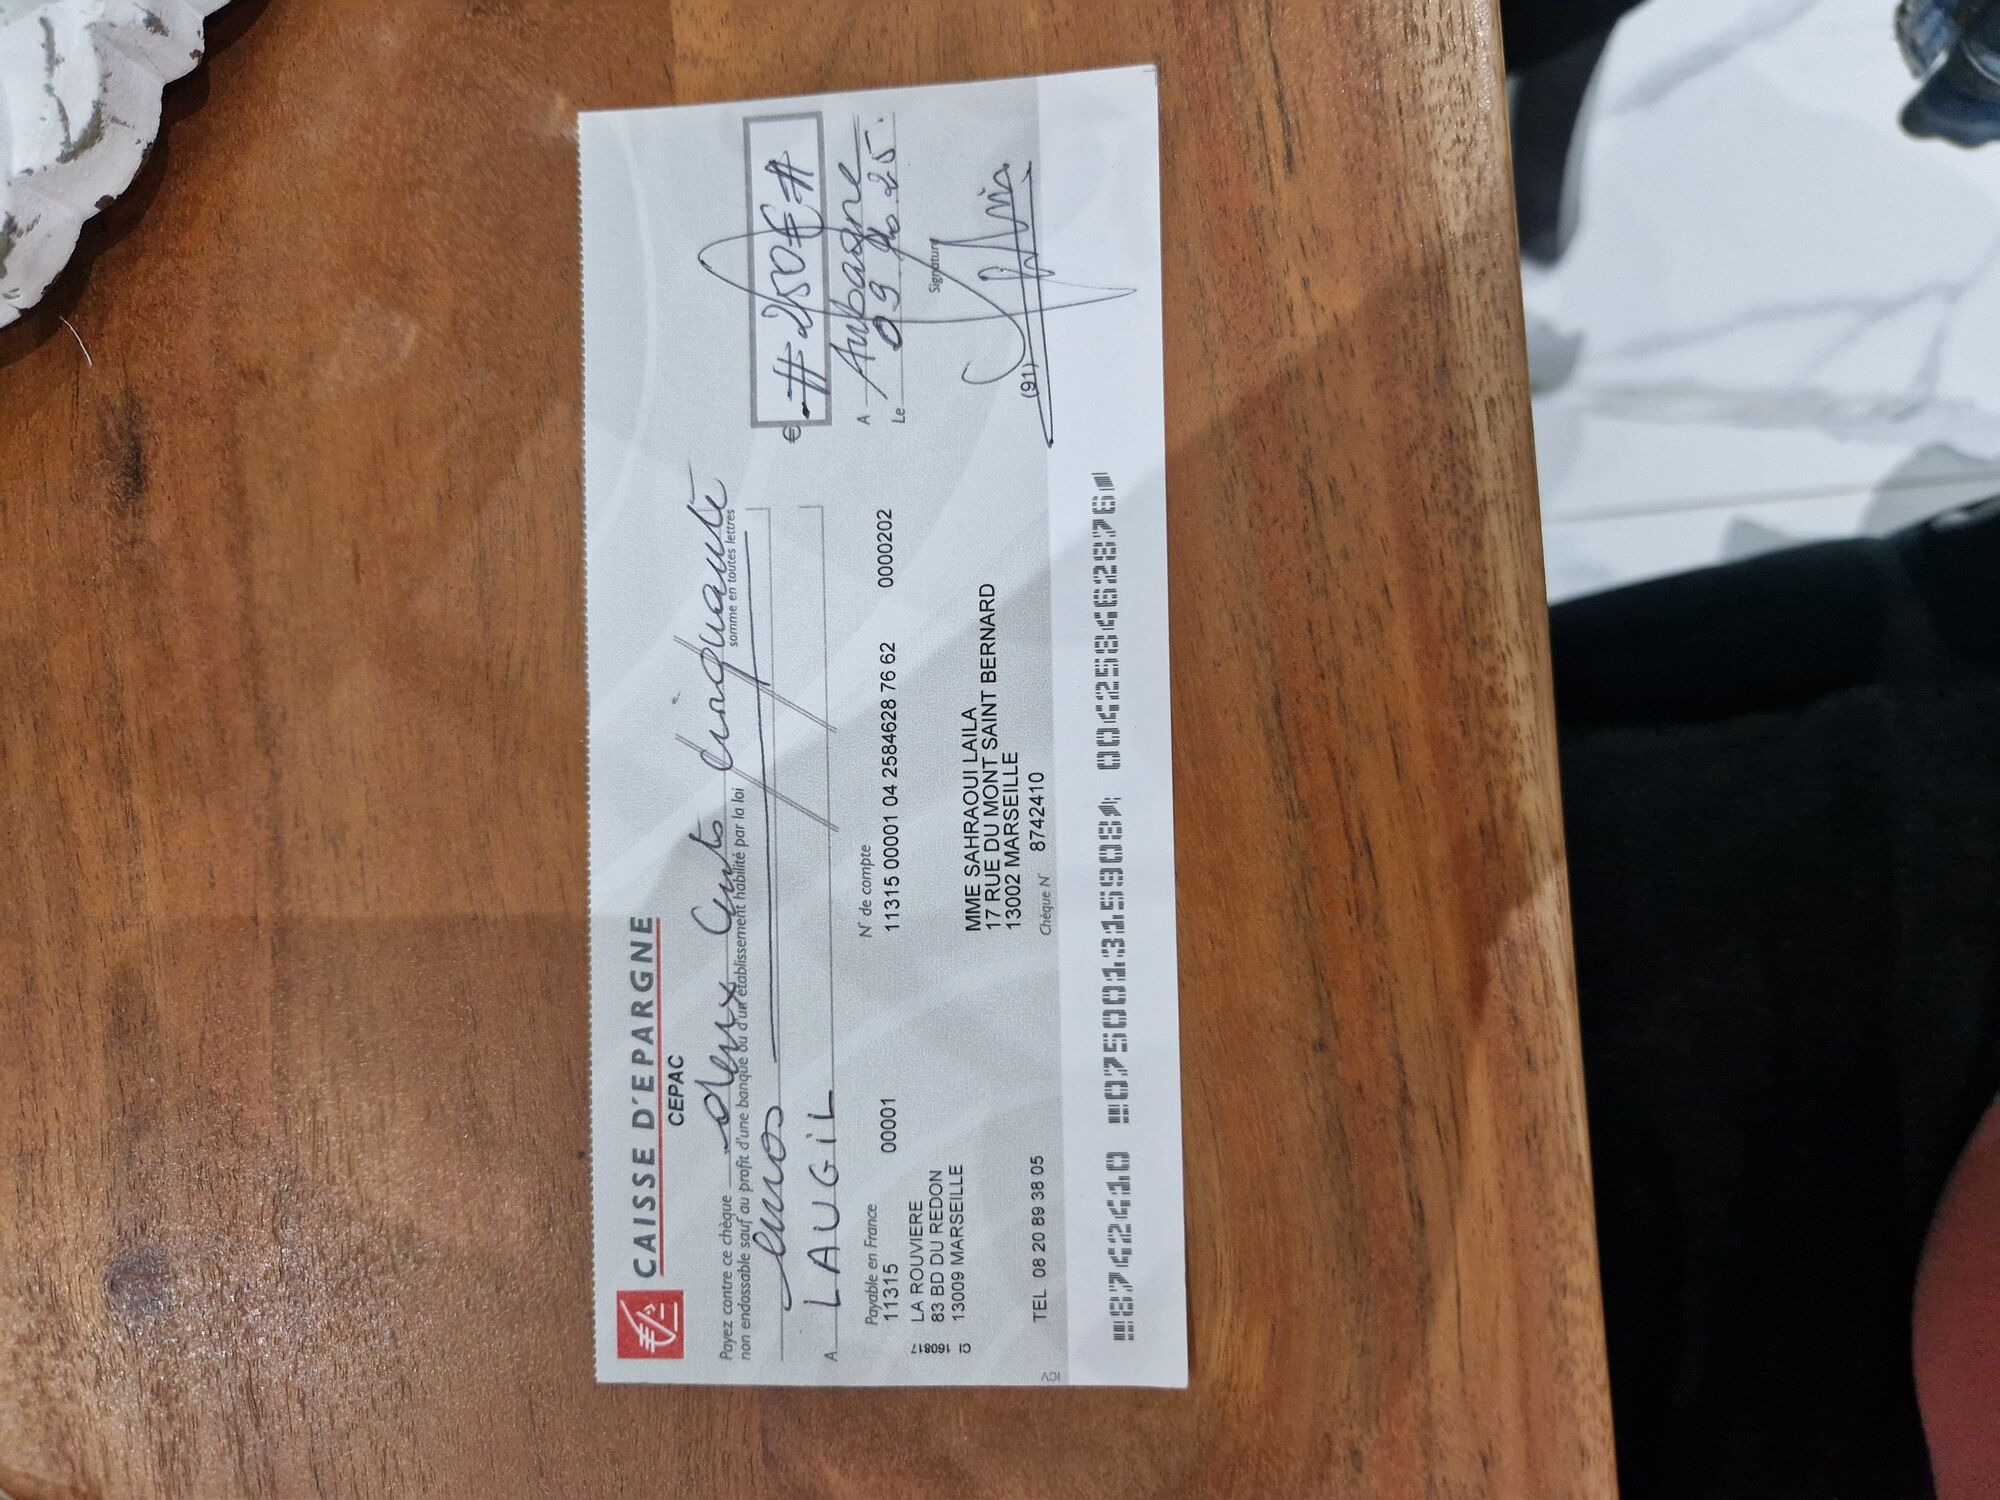 CAISSE D'EPARGNE
CEPAC
Payez contre ce chèque deux Cents Cinquante
non endossable sauf au profit d'une banque ou d'un établissement habilité par la loi
somme en toutes lettres
euros
€ #250€#
A LAUGIL
A Aubagne
Le 09 25.
Payable en France
11315 00001
N° de compte
11315 00001 04 2584628 76 62 0000202
Signature
LA ROUVIERE
83 BD DU REDON
13009 MARSEILLE
160817
MME SAHRAOUI LAILA
17 RUE DU MONT SAINT BERNARD
13002 MARSEILLE
(91)
TEL 08 20 89 38 05
Chèque N° 8742410
8742410 075001315908 004258462876